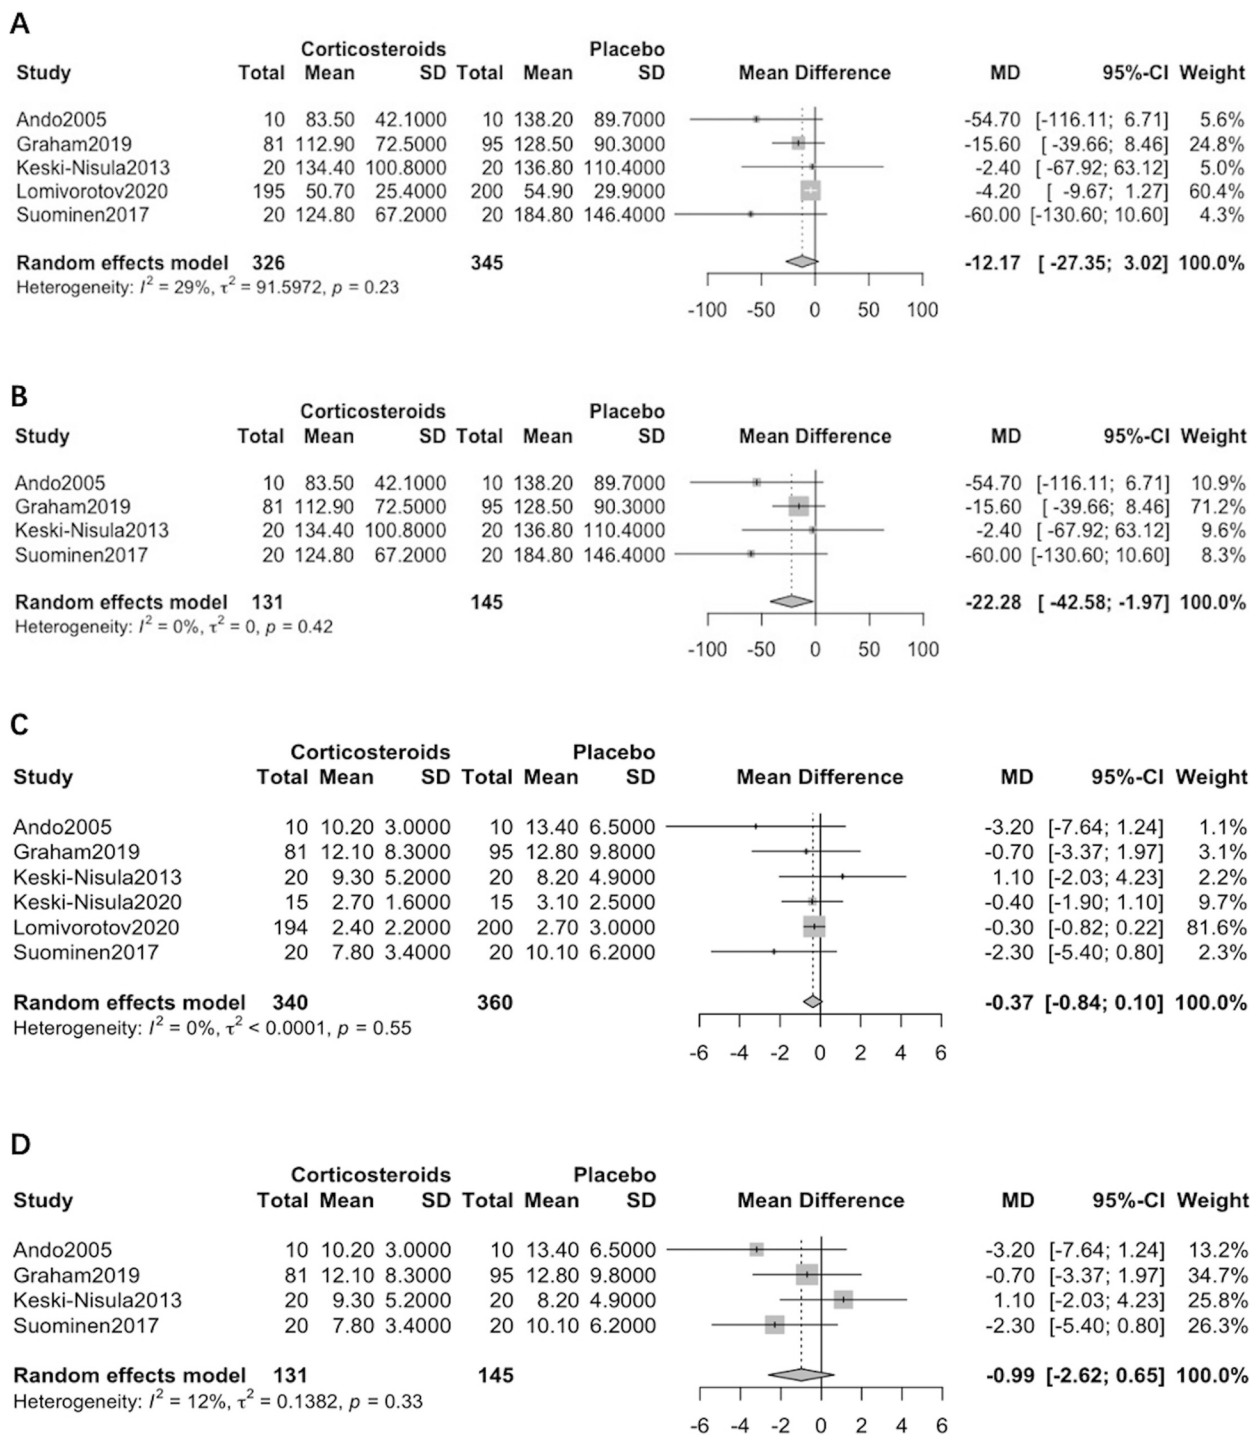 A
Corticosteroids Placebo
Study Total Mean SD Total Mean SD Mean Difference MD 95%-CI Weight
Ando2005 10 83.50 42.1000 10 138.20 89.7000 -54.70 [-116.11; 6.71] 5.6%
Graham2019 81 112.90 72.5000 95 128.50 90.3000 -15.60 [-39.66; 8.46] 24.8%
Keski-Nisula2013 20 134.40 100.8000 20 136.80 110.4000 -2.40 [-67.92; 63.12] 5.0%
Lomivorotov2020 195 50.70 25.4000 200 54.90 29.9000 -4.20 [ -9.67; 1.27] 60.4%
Suominen2017 20 124.80 67.2000 20 184.80 146.4000 -60.00 [-130.60; 10.60] 4.3%
Random effects model 326 345 -12.17 [ -27.35; 3.02] 100.0%
Heterogeneity: I² = 29%, τ² = 91.5972, p = 0.23
-100 -50 0 50 100
B
Corticosteroids Placebo
Study Total Mean SD Total Mean SD Mean Difference MD 95%-CI Weight
Ando2005 10 83.50 42.1000 10 138.20 89.7000 -54.70 [-116.11; 6.71] 10.9%
Graham2019 81 112.90 72.5000 95 128.50 90.3000 -15.60 [ -39.66; 8.46] 71.2%
Keski-Nisula2013 20 134.40 100.8000 20 136.80 110.4000 -2.40 [ -67.92; 63.12] 9.6%
Suominen2017 20 124.80 67.2000 20 184.80 146.4000 -60.00 [-130.60; 10.60] 8.3%
Random effects model 131 145 -22.28 [ -42.58; -1.97] 100.0%
Heterogeneity: I² = 0%, τ² = 0, p = 0.42
-100 -50 0 50 100
C
Corticosteroids Placebo
Study Total Mean SD Total Mean SD Mean Difference MD 95%-CI Weight
Ando2005 10 10.20 3.0000 10 13.40 6.5000 -3.20 [-7.64; 1.24] 1.1%
Graham2019 81 12.10 8.3000 95 12.80 9.8000 -0.70 [-3.37; 1.97] 3.1%
Keski-Nisula2013 20 9.30 5.2000 20 8.20 4.9000 1.10 [-2.03; 4.23] 2.2%
Keski-Nisula2020 15 2.70 1.6000 15 3.10 2.5000 -0.40 [-1.90; 1.10] 9.7%
Lomivorotov2020 194 2.40 2.2000 200 2.70 3.0000 -0.30 [-0.82; 0.22] 81.6%
Suominen2017 20 7.80 3.4000 20 10.10 6.2000 -2.30 [-5.40; 0.80] 2.3%
Random effects model 340 360 -0.37 [-0.84; 0.10] 100.0%
Heterogeneity: I² = 0%, τ² < 0.0001, p = 0.55
-6 -4 -2 0 2 4 6
D
Corticosteroids Placebo
Study Total Mean SD Total Mean SD Mean Difference MD 95%-CI Weight
Ando2005 10 10.20 3.0000 10 13.40 6.5000 -3.20 [-7.64; 1.24] 13.2%
Graham2019 81 12.10 8.3000 95 12.80 9.8000 -0.70 [-3.37; 1.97] 34.7%
Keski-Nisula2013 20 9.30 5.2000 20 8.20 4.9000 1.10 [-2.03; 4.23] 25.8%
Suominen2017 20 7.80 3.4000 20 10.10 6.2000 -2.30 [-5.40; 0.80] 26.3%
Random effects model 131 145 -0.99 [-2.62; 0.65] 100.0%
Heterogeneity: I² = 12%, τ² = 0.1382, p = 0.33
-6 -4 -2 0 2 4 6